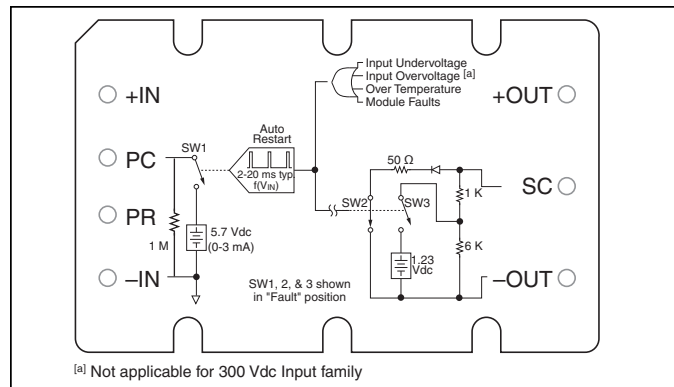 Input Undervoltage
Input Overvoltage [a]
Over Temperature
Module Faults
+IN
+OUT
Auto
Restart
SW1
PC
2-20 ms typ.
f(VIN)
50 Ω
SC
1 K
SW2
SW3
PR
5.7 Vdc
(0-3 mA)
1 M
6 K
1.23
Vdc
–IN
–OUT
SW1, 2, & 3 shown
in "Fault" position
[a] Not applicable for 300 Vdc Input family